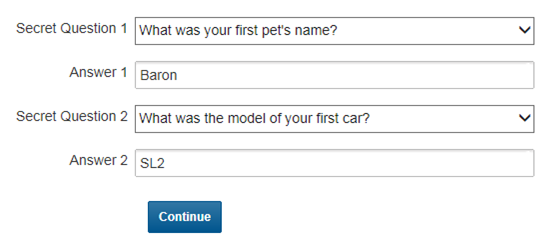 Secret Question 1 What was your first pet's name?
Answer 1 Baron
Secret Question 2 What was the model of your first car?
Answer 2 SL2
Continue